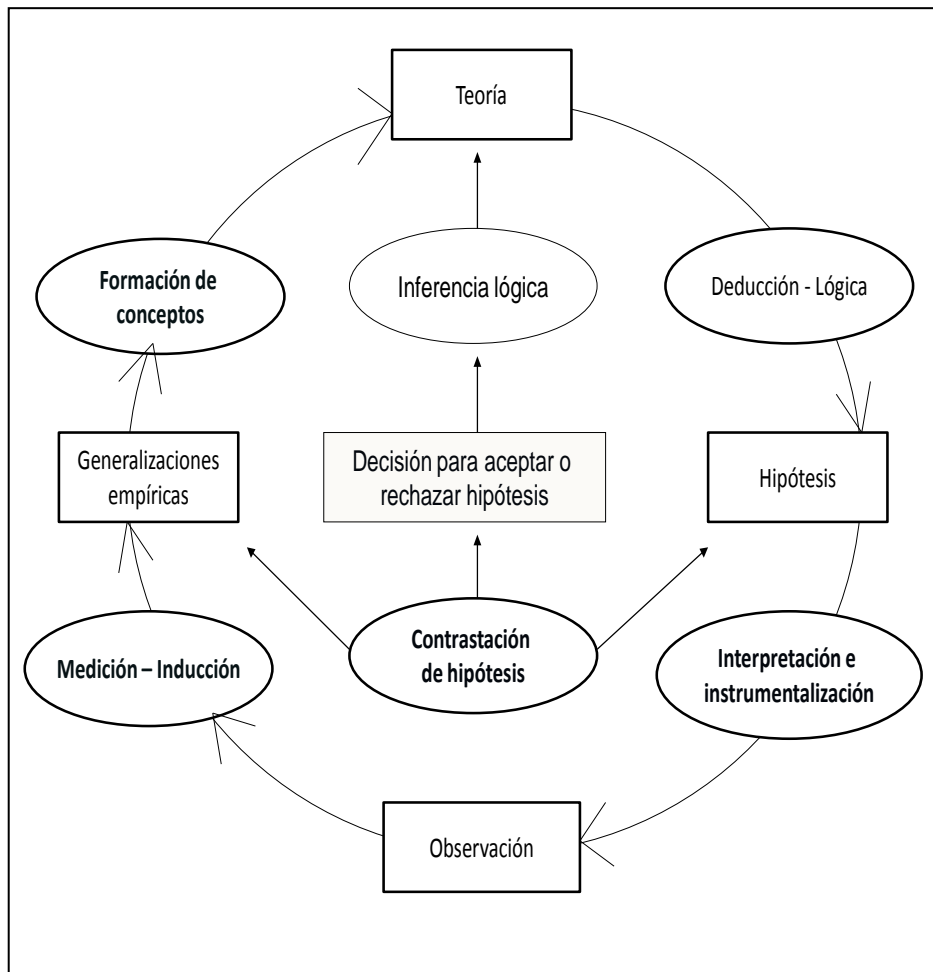 Teoría
Formación de
conceptos
Inferencia lógica
Deducción - Lógica
Generalizaciones
empíricas
Decisión para aceptar o
rechazar hipótesis
Hipótesis
Medición – Inducción
Contrastación
de hipótesis
Interpretación e
instrumentalización
Observación